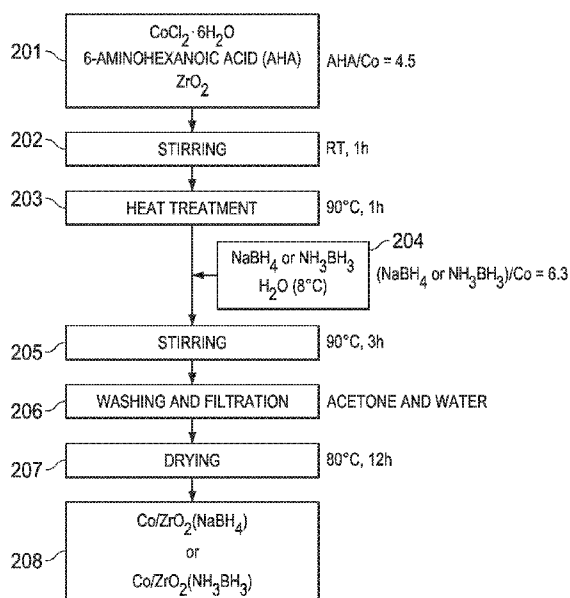 201
CoCl2·6H2O
6-AMINOHEXANOIC ACID (AHA)
ZrO2
AHA/Co = 4.5
202
STIRRING
RT, 1h
203
HEAT TREATMENT
90°C, 1h
204
NaBH4 or NH3BH3
H2O (8°C)
(NaBH4 or NH3BH3)/Co = 6.3
205
STIRRING
90°C, 3h
206
WASHING AND FILTRATION
ACETONE AND WATER
207
DRYING
80°C, 12h
208
Co/ZrO2(NaBH4)
or
Co/ZrO2(NH3BH3)